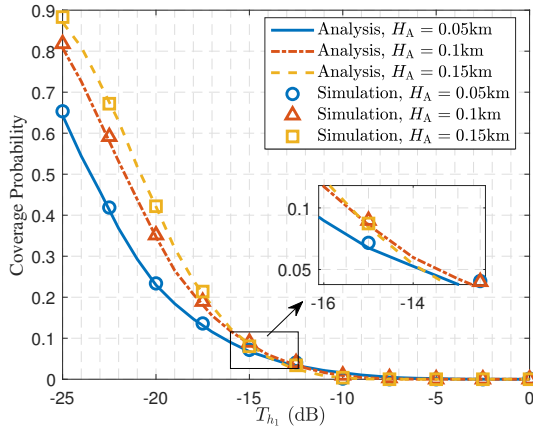 0.9
0.8
0.7
0.6
0.5
0.4
0.3
0.2
0.1
0
Coverage Probability
Analysis, H_A = 0.05km
Analysis, H_A = 0.1km
Analysis, H_A = 0.15km
Simulation, H_A = 0.05km
Simulation, H_A = 0.1km
Simulation, H_A = 0.15km
0.1
0.05
-16 -14
-25 -20 -15 -10 -5 0
T_{h_1} (dB)